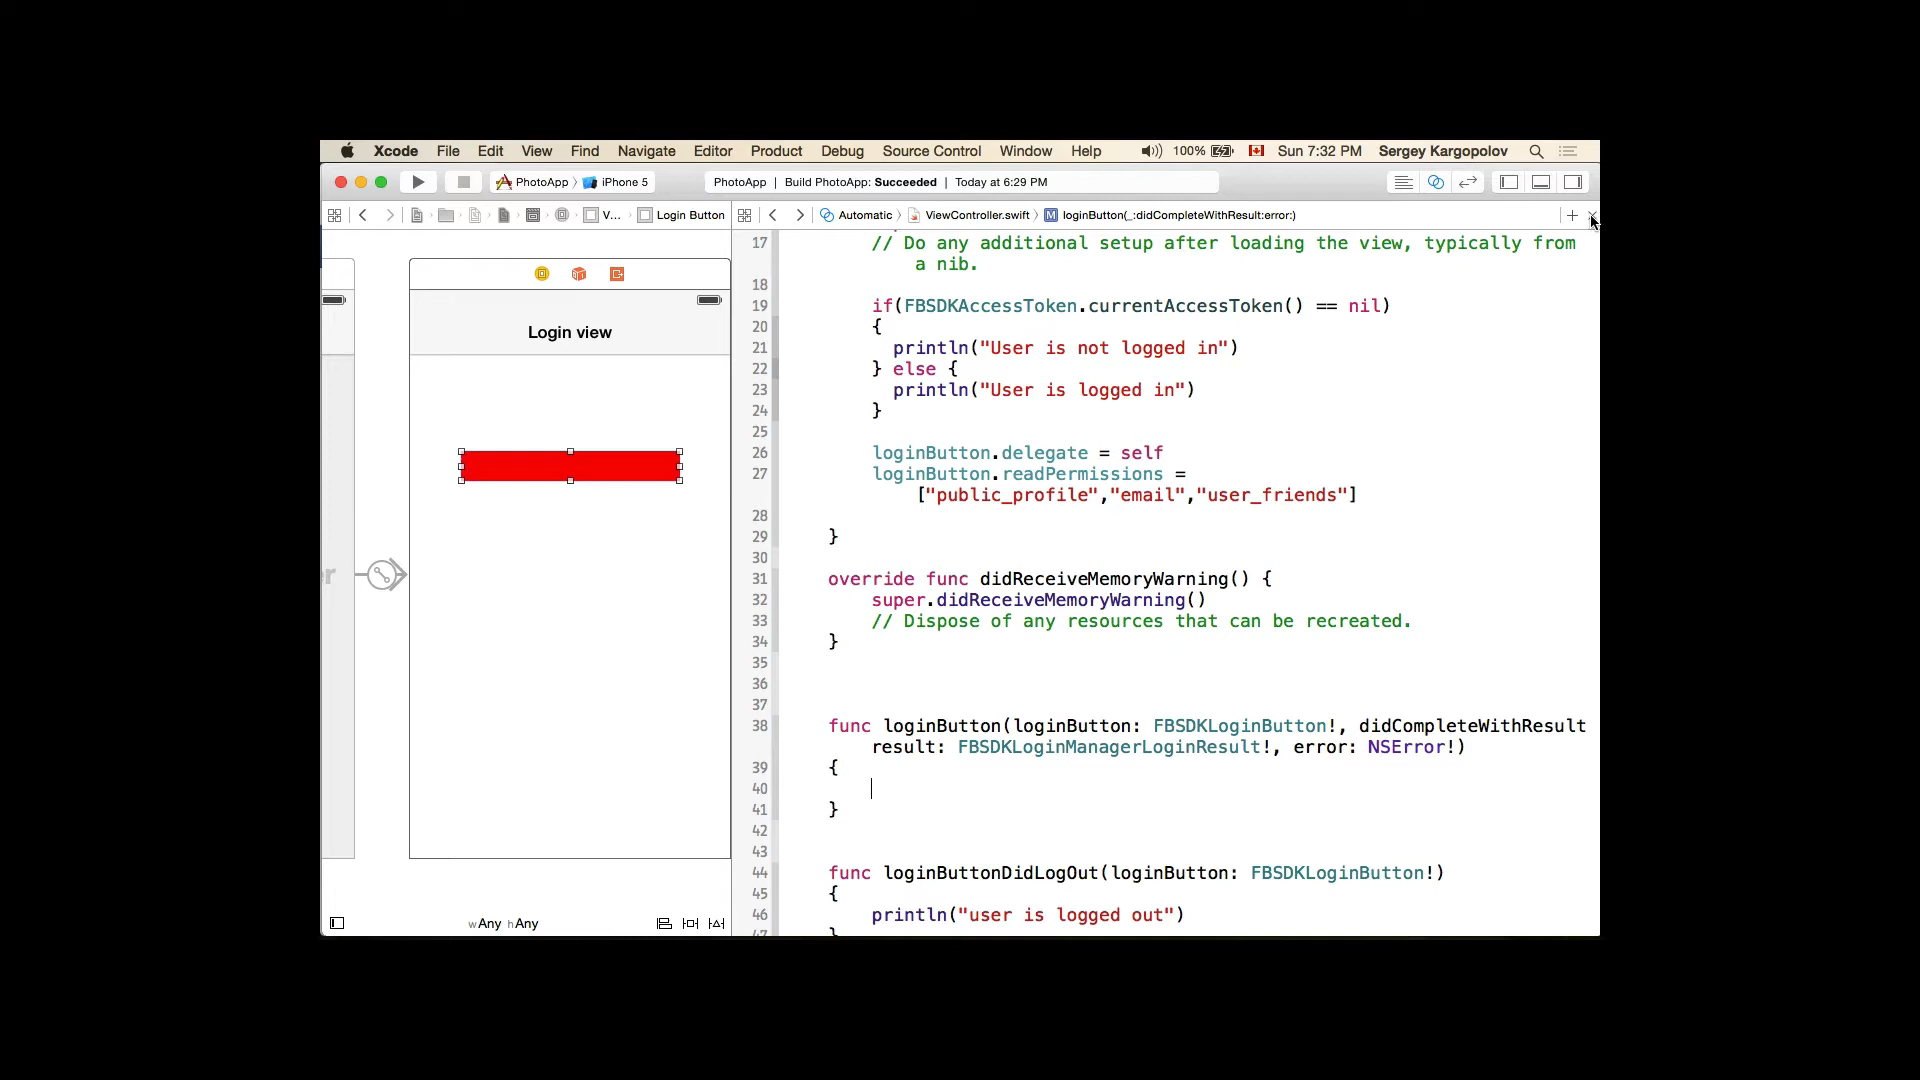 Xcode File Edit View Find Navigate Editor Product Debug Source Control Window Help 100% Sun 7:32 PM Sergey Kargopolov
PhotoApp iPhone 5 PhotoApp | Build PhotoApp: Succeeded | Today at 6:29 PM
V... Login Button Automatic ViewController.swift M loginButton(_:didCompleteWithResult:error:)
Login view
wAny hAny
17 // Do any additional setup after loading the view, typically from
a nib.
18
19 if(FBSDKAccessToken.currentAccessToken() == nil)
20 {
21 println("User is not logged in")
22 } else {
23 println("User is logged in")
24 }
25
26 loginButton.delegate = self
27 loginButton.readPermissions =
["public_profile","email","user_friends"]
28
29 }
30
31 override func didReceiveMemoryWarning() {
32 super.didReceiveMemoryWarning()
33 // Dispose of any resources that can be recreated.
34 }
35
36
37
38 func loginButton(loginButton: FBSDKLoginButton!, didCompleteWithResult
result: FBSDKLoginManagerLoginResult!, error: NSError!)
39 {
40
41 }
42
43
44 func loginButtonDidLogOut(loginButton: FBSDKLoginButton!)
45 {
46 println("user is logged out")
47 }